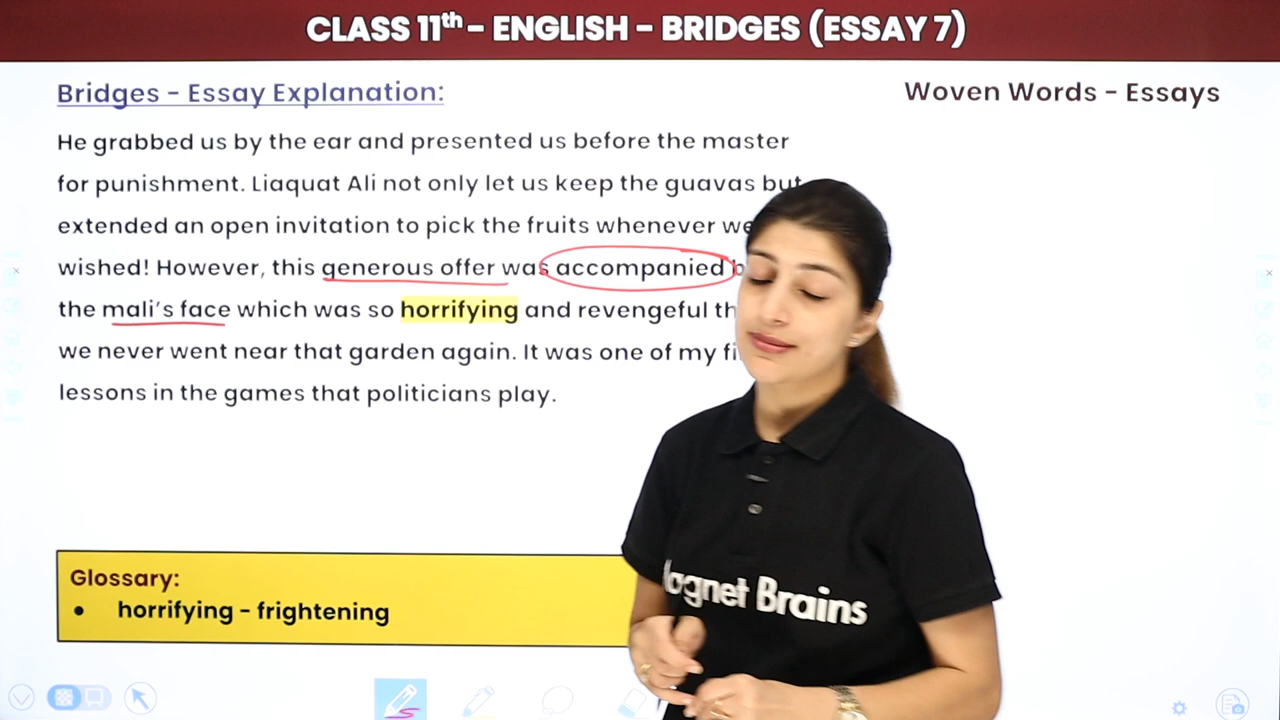 CLASS 11th - ENGLISH - BRIDGES (ESSAY 7)
Bridges - Essay Explanation:
Woven Words - Essays
He grabbed us by the ear and presented us before the master
for punishment. Liaquat Ali not only let us keep the guavas but
extended an open invitation to pick the fruits whenever we
wished! However, this generous offer was accompanied
the mali's face which was so horrifying and revengeful
we never went near that garden again. It was one of my
lessons in the games that politicians play.
Glossary:
• horrifying - frightening
Brains